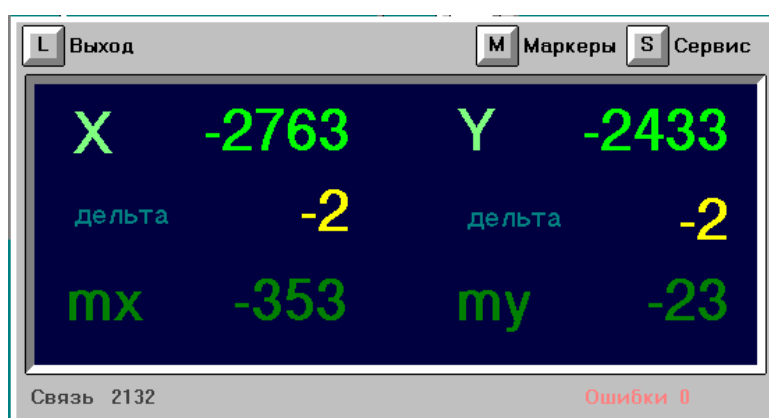 L Выход M Маркеры S Сервис
X -2763 Y -2433
дельта -2 дельта -2
mx -353 my -23
Связь 2132 Ошибки 0